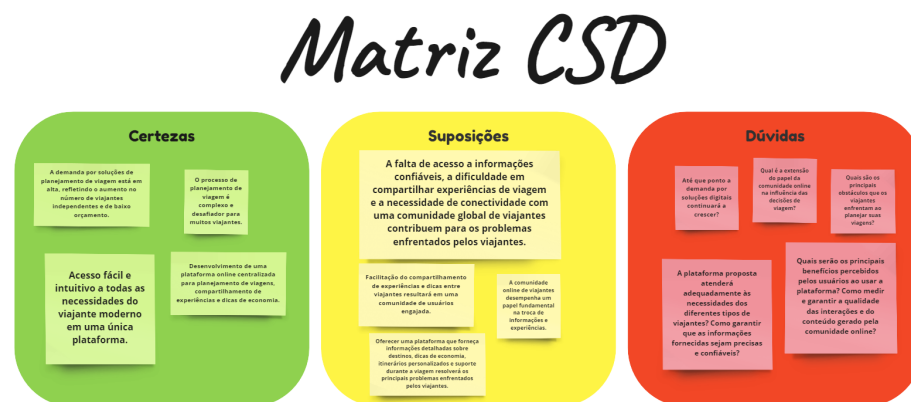 Matriz CSD
Certezas
A demanda por soluções de
planejamento de viagem está em
alta, refletindo o aumento no
número de viajantes
independentes e de baixo
orçamento.
O processo de
planejamento de
viagem é
complexo e
desafiador para
muitos viajantes.
Acesso fácil e
intuitivo a todas as
necessidades do
viajante moderno
em uma única
plataforma.
Desenvolvimento de uma
plataforma online centralizada
para planejamento de viagens,
compartilhamento de
experiências e dicas de economia.
Suposições
A falta de acesso a informações
confiáveis, a dificuldade em
compartilhar experiências de viagem
e a necessidade de conectividade com
uma comunidade global de viajantes
contribuem para os problemas
enfrentados pelos viajantes.
Facilitação do compartilhamento
de experiências e dicas entre
viajantes resultará em uma
comunidade de usuários
engajada.
A comunidade
online de viajantes
desempenha um
papel fundamental
na troca de
informações e
experiências.
Oferecer uma plataforma que forneça
informações detalhadas sobre
destinos, dicas de economia,
itinerários personalizados e suporte
durante a viagem resolverá os
principais problemas enfrentados
pelos viajantes.
Dúvidas
Até que ponto a
demanda por
soluções digitais
continuará a
crescer?
Qual é a extensão
do papel da
comunidade online
na influência das
decisões de
viagem?
Quais são os
principais
obstáculos que os
viajantes
enfrentam ao
planejar suas
viagens?
A plataforma proposta
atenderá
adequadamente às
necessidades dos
diferentes tipos de
viajantes? Como garantir
que as informações
fornecidas sejam precisas
e confiáveis?
Quais serão os principais
benefícios percebidos
pelos usuários ao usar a
plataforma? Como medir
e garantir a qualidade
das interações e do
conteúdo gerado pela
comunidade online?